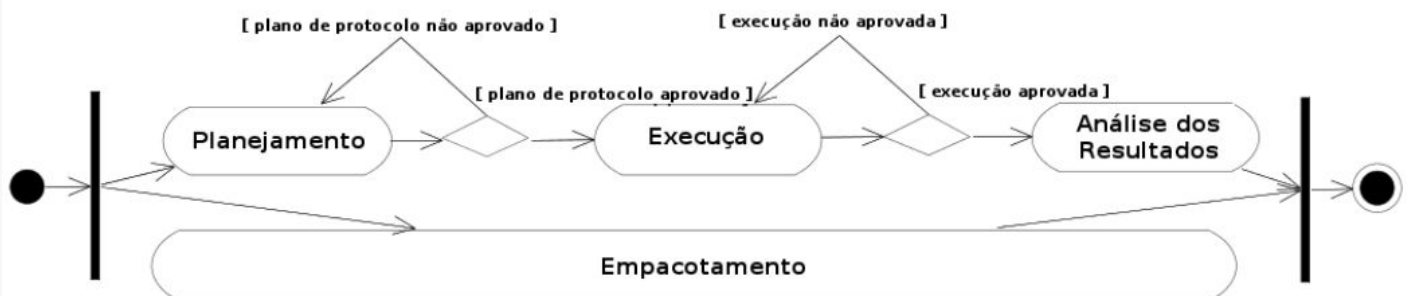 [ plano de protocolo não aprovado ]
[ execução não aprovada ]
[ plano de protocolo aprovado ]
[ execução aprovada ]
Planejamento
Execução
Análise dos
Resultados
Empacotamento